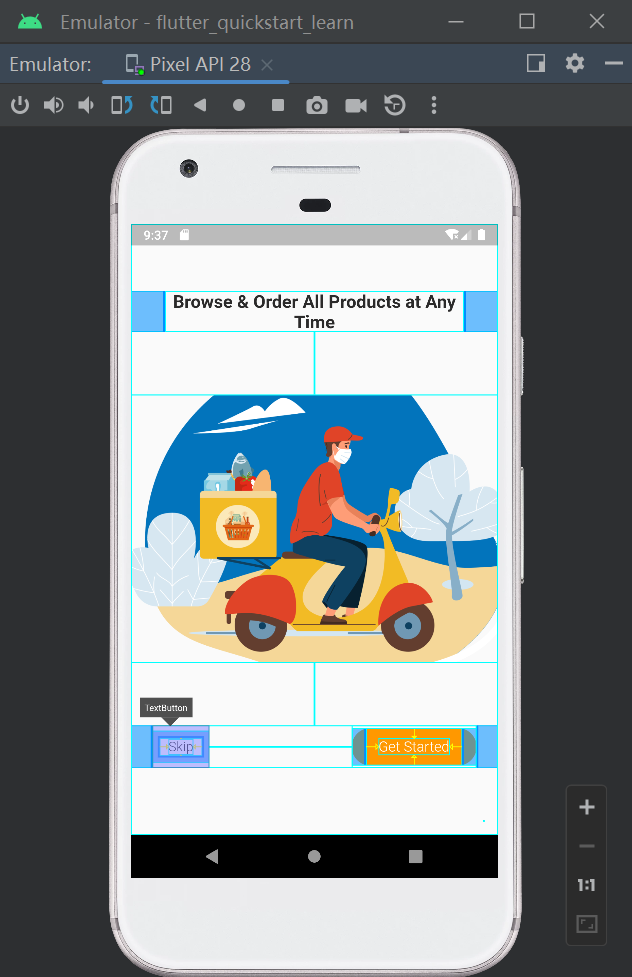 Emulator - flutter_quickstart_learn
Emulator: Pixel API 28
9:37
Browse & Order All Products at Any
Time
TextButton
Skip Get Started
1:1